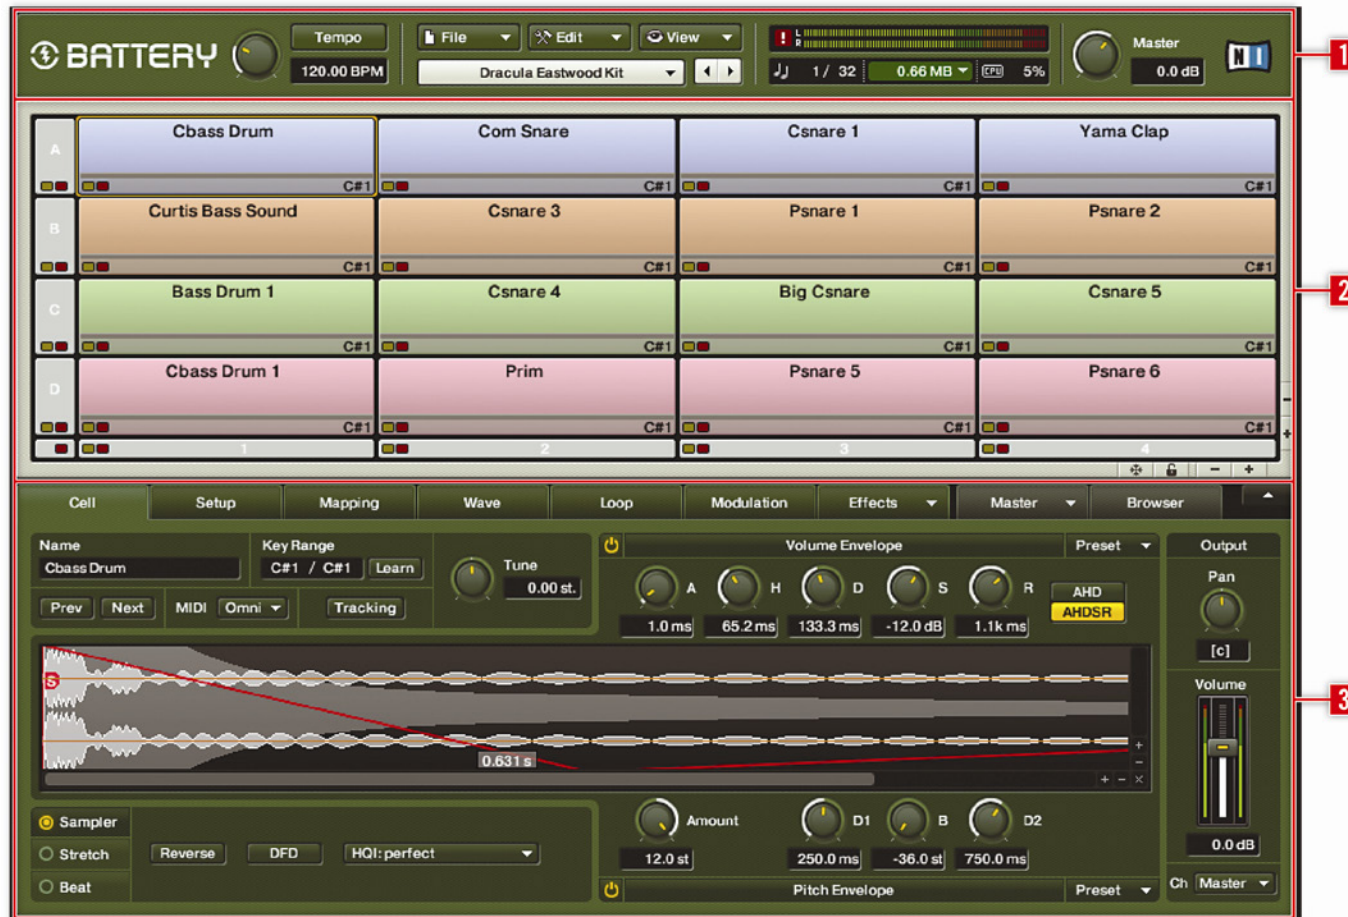 BATTERY
Tempo
120.00 BPM
File
Edit
View
Dracula Eastwood Kit
!
L
R
1 / 32
0.66 MB
CPU
5%
Master
0.0 dB
NI
1
A
Cbass Drum
Com Snare
Csnare 1
Yama Clap
C#1
C#1
C#1
C#1
B
Curtis Bass Sound
Csnare 3
Psnare 1
Psnare 2
C#1
C#1
C#1
C#1
2
C
Bass Drum 1
Csnare 4
Big Csnare
Csnare 5
C#1
C#1
C#1
C#1
D
Cbass Drum 1
Prim
Psnare 5
Psnare 6
C#1
C#1
C#1
C#1
1
2
3
4
Cell
Setup
Mapping
Wave
Loop
Modulation
Effects
Master
Browser
Name
Key Range
Cbass Drum
C#1 / C#1
Learn
Tune
0.00 st.
Prev
Next
MIDI
Omni
Tracking
Volume Envelope
Preset
A
H
D
S
R
1.0 ms
65.2 ms
133.3 ms
-12.0 dB
1.1k ms
AHD
AHDSR
Output
Pan
[c]
S
0.631 s
Volume
3
Sampler
Stretch
Beat
Reverse
DFD
HQI: perfect
Amount
D1
B
D2
12.0 st
250.0 ms
-36.0 st
750.0 ms
Pitch Envelope
Preset
0.0 dB
Ch
Master